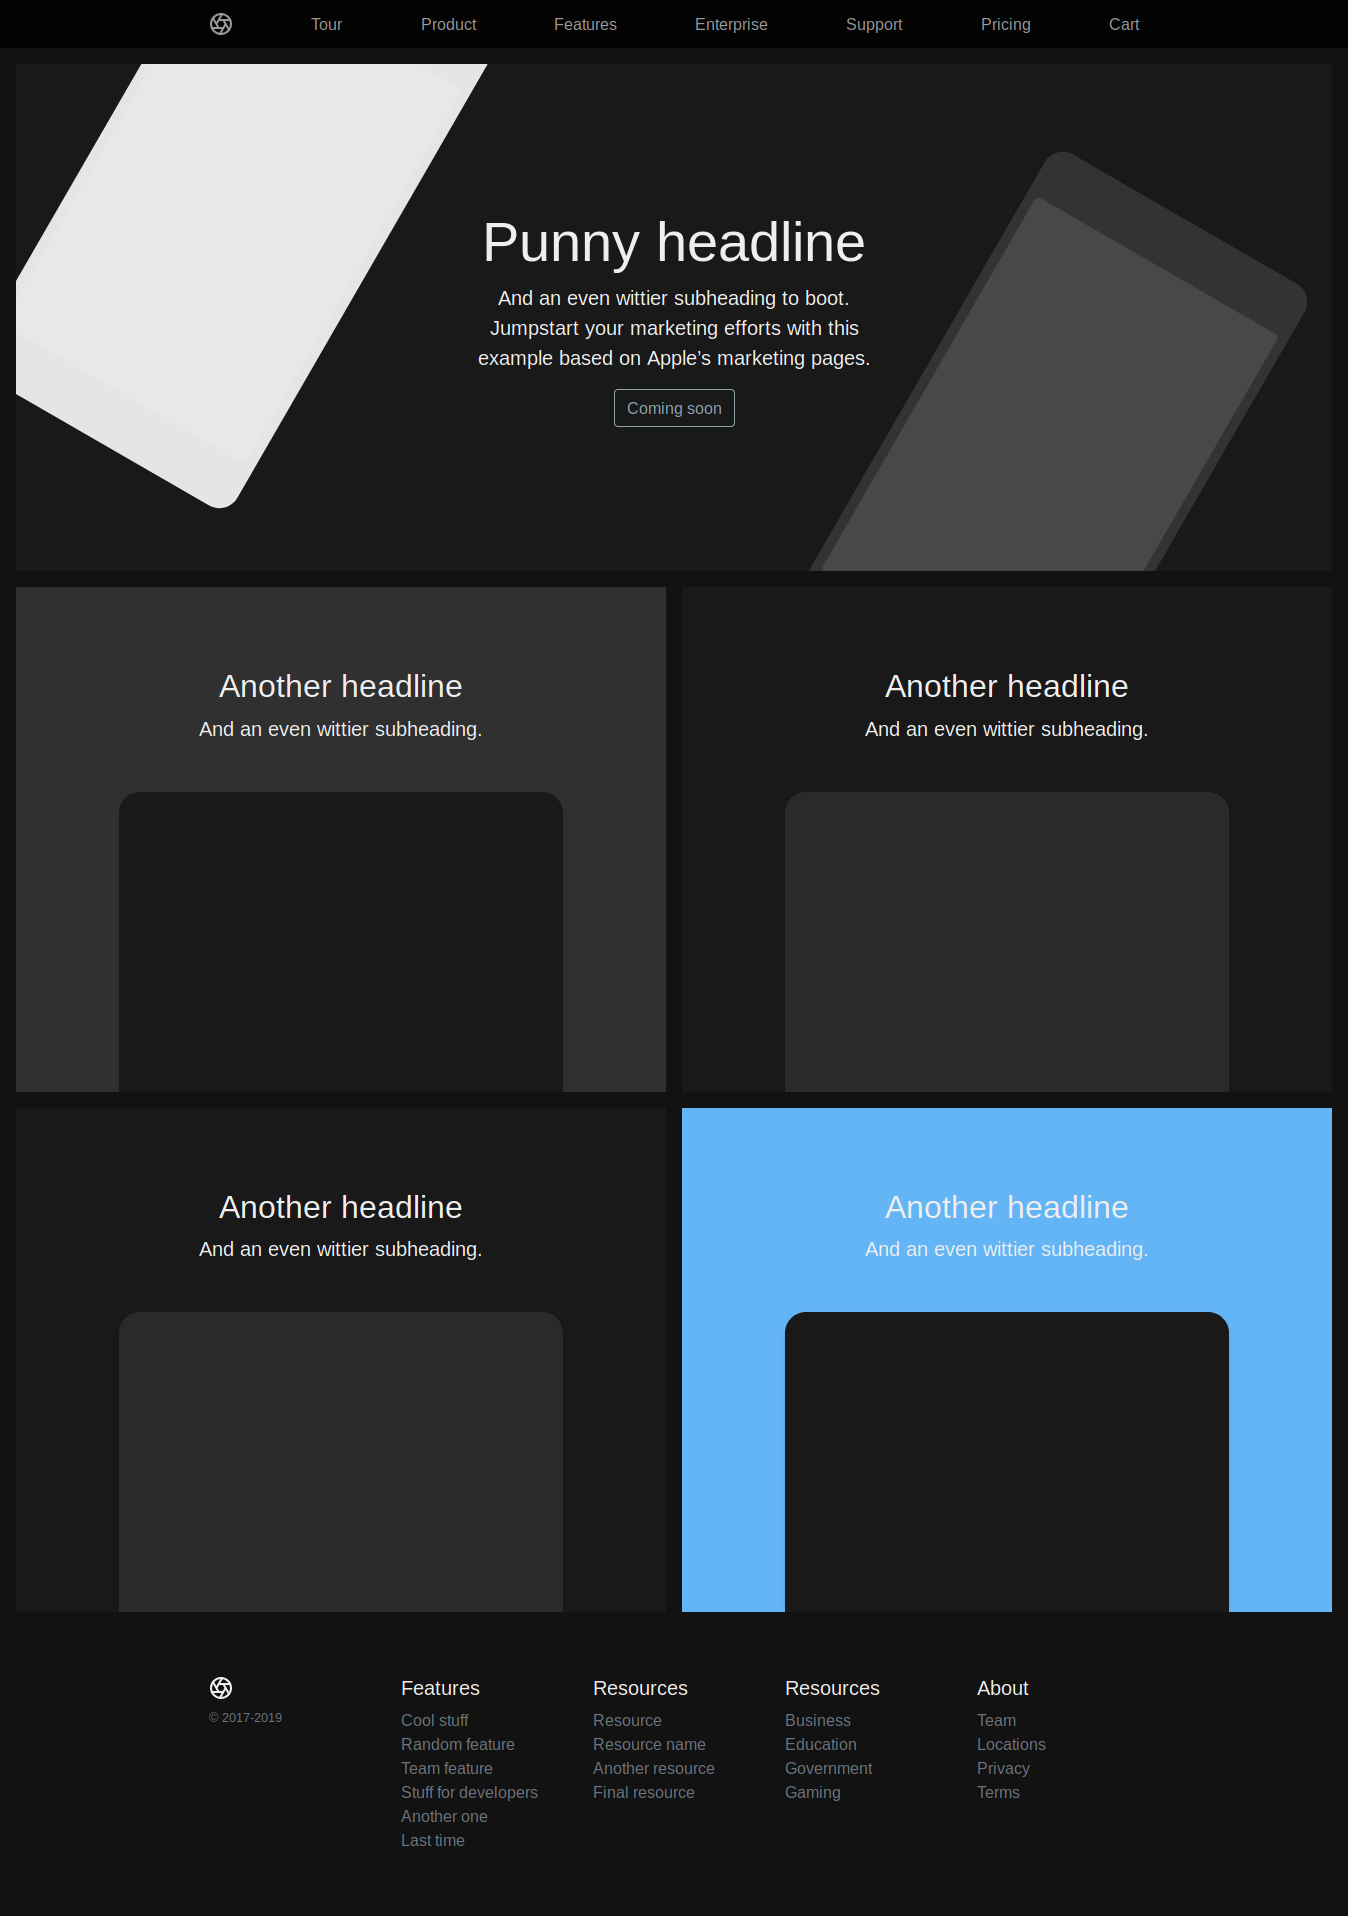 Tour Product Features Enterprise Support Pricing Cart
Punny headline
And an even wittier subheading to boot.
Jumpstart your marketing efforts with this
example based on Apple’s marketing pages.
Coming soon
Another headline
And an even wittier subheading.
Another headline
And an even wittier subheading.
Another headline
And an even wittier subheading.
Another headline
And an even wittier subheading.
© 2017-2019
Features
Cool stuff
Random feature
Team feature
Stuff for developers
Another one
Last time
Resources
Resource
Resource name
Another resource
Final resource
Resources
Business
Education
Government
Gaming
About
Team
Locations
Privacy
Terms